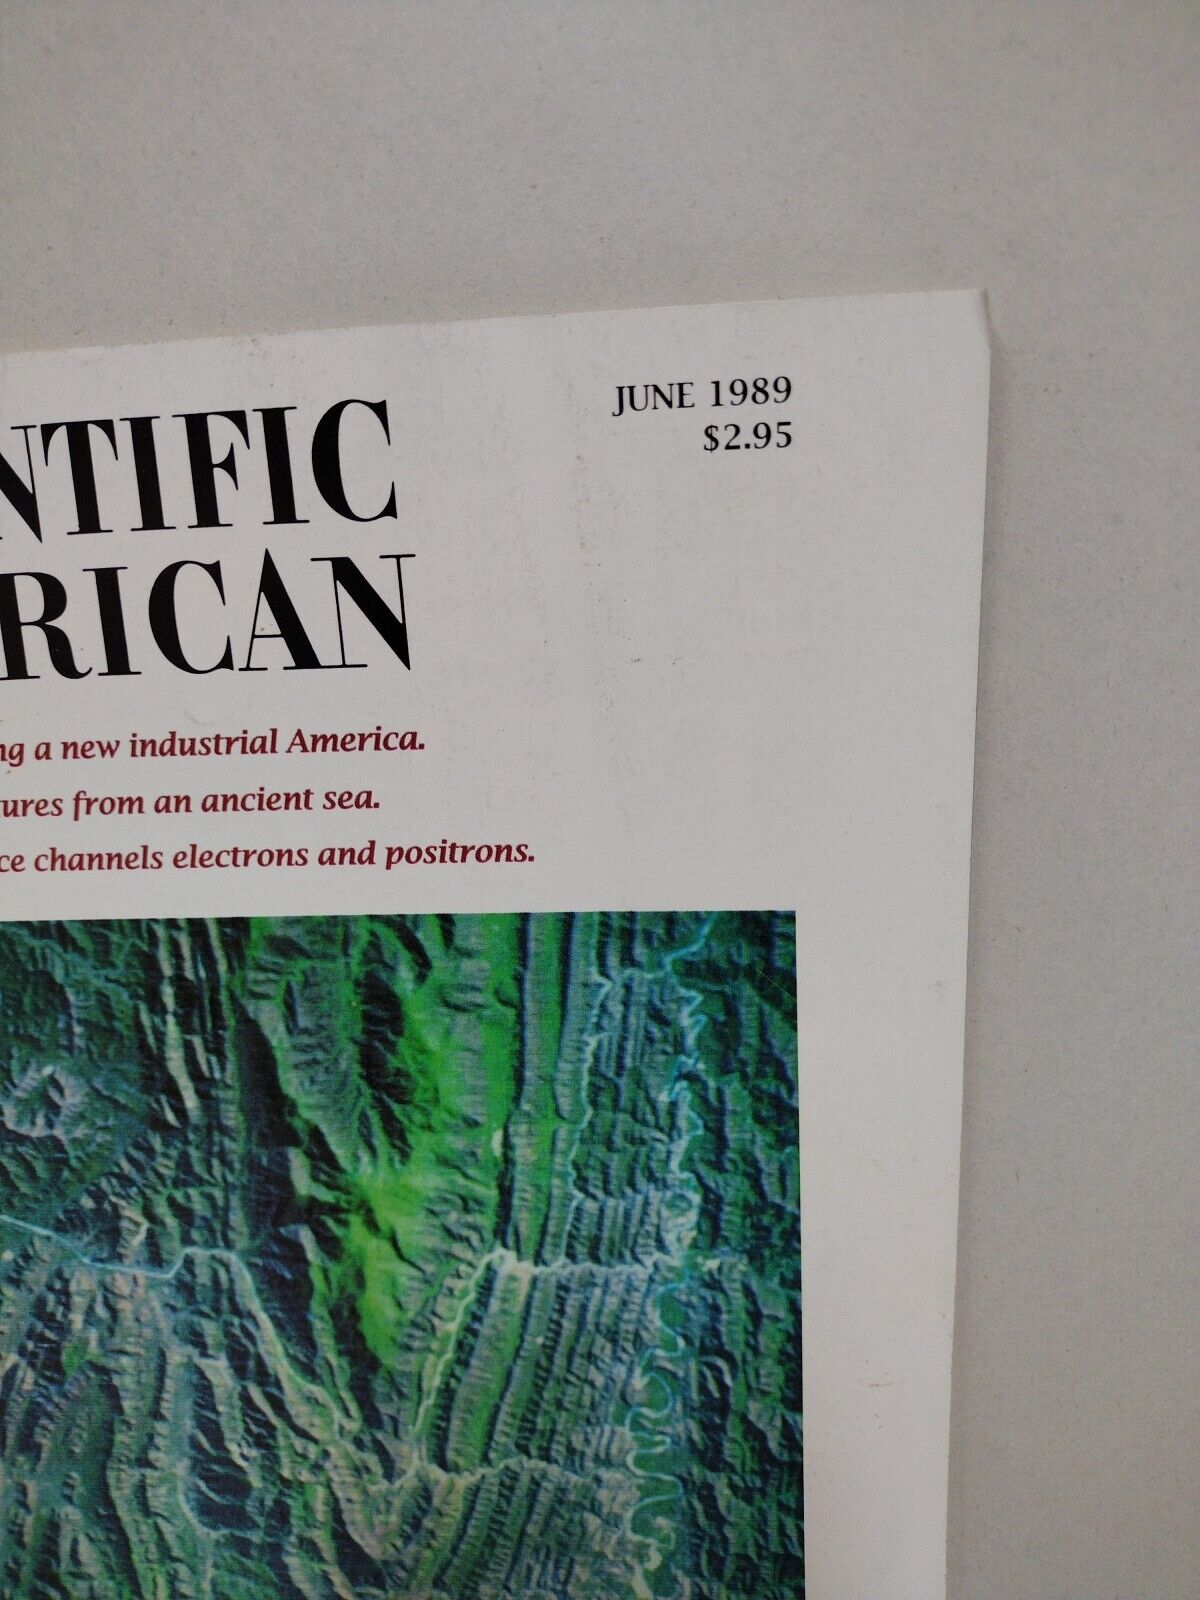 JUNE 1989
$2.95
NTIFIC
RICAN
ng a new industrial America.
tures from an ancient sea.
ce channels electrons and positrons.